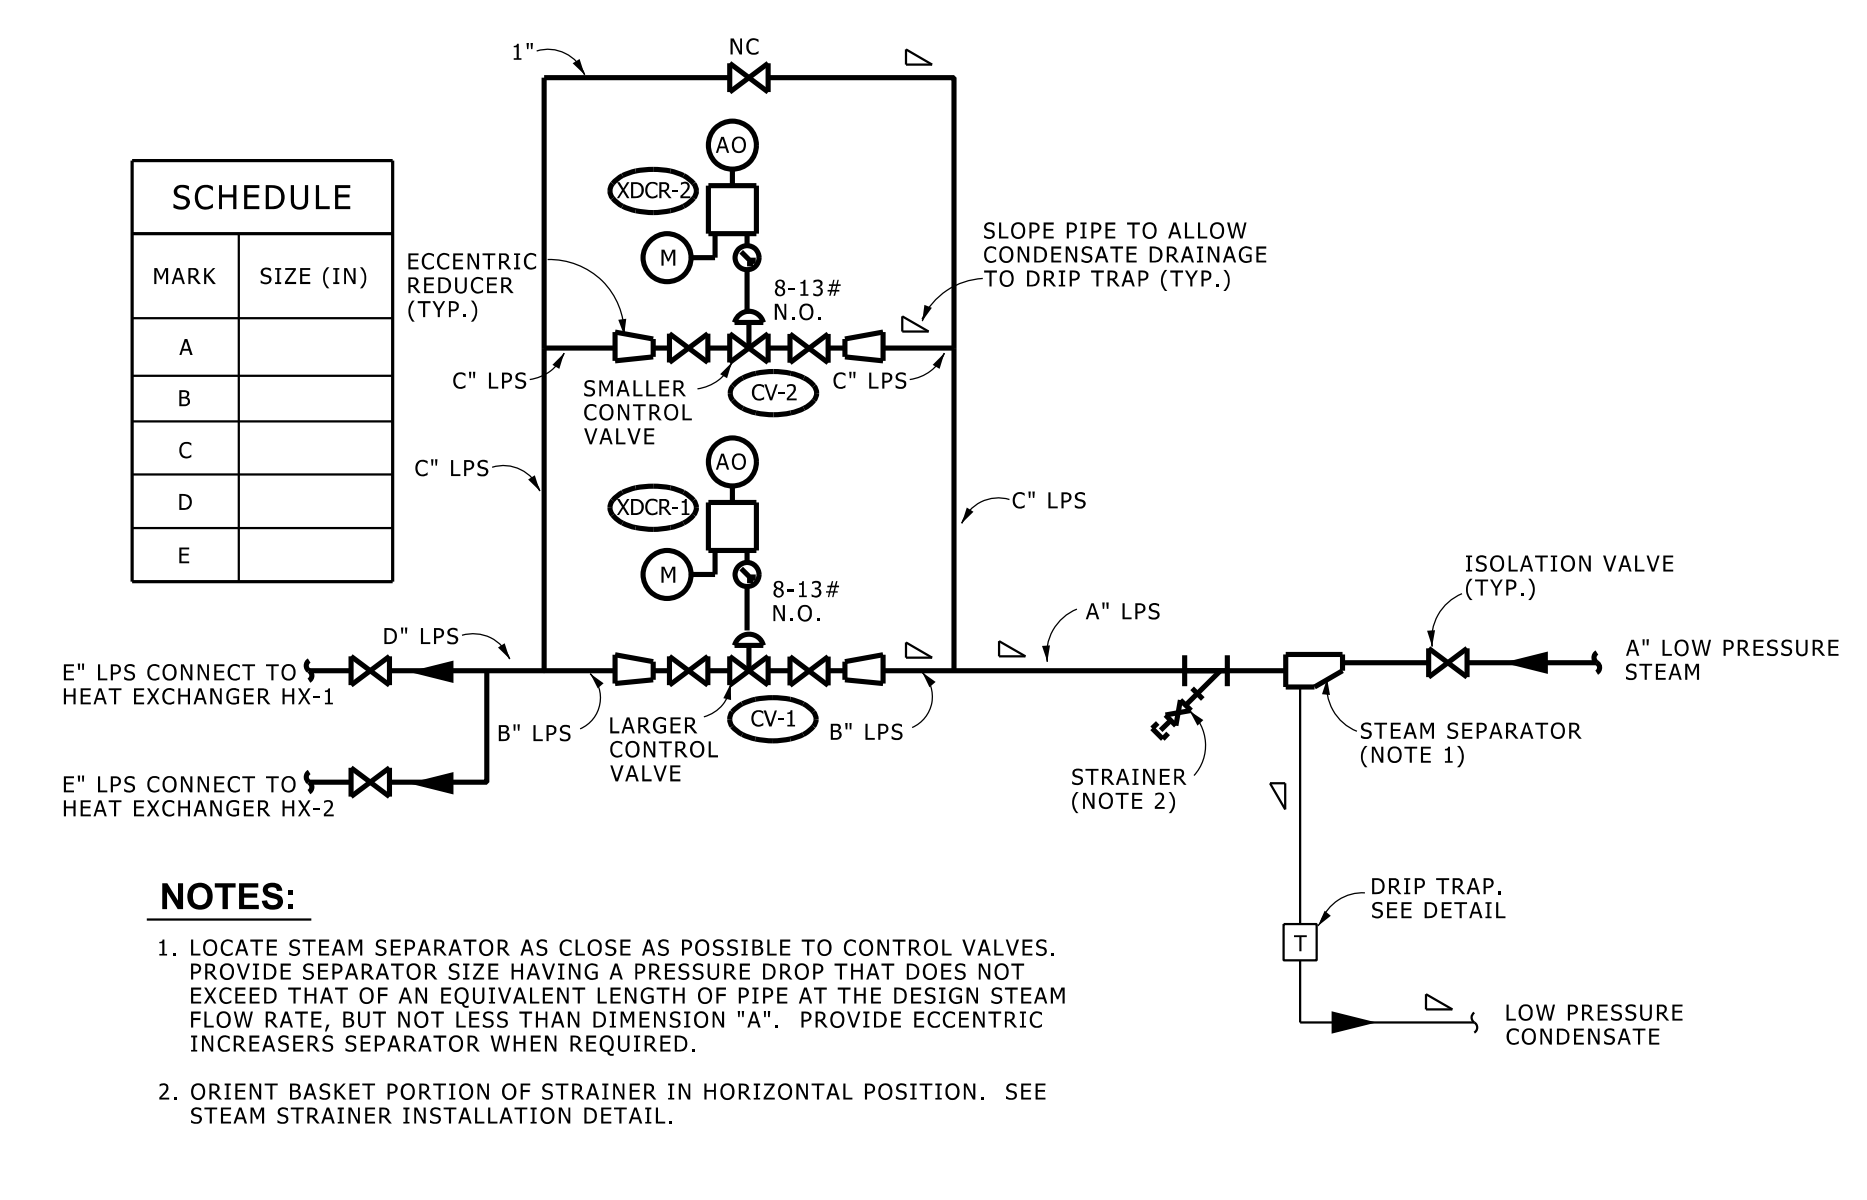 1"
NC
AO
XDCR-2
M
8-13#
N.O.
SCHEDULE
MARK
SIZE (IN)
A
B
C
D
E
ECCENTRIC
REDUCER
(TYP.)
SLOPE PIPE TO ALLOW
CONDENSATE DRAINAGE
TO DRIP TRAP (TYP.)
C" LPS
SMALLER
CONTROL
VALVE
CV-2
C" LPS
AO
C" LPS
XDCR-1
C" LPS
M
8-13#
N.O.
ISOLATION VALVE
(TYP.)
D" LPS
A" LPS
E" LPS CONNECT TO
HEAT EXCHANGER HX-1
A" LOW PRESSURE
STEAM
B" LPS
LARGER
CONTROL
VALVE
CV-1
B" LPS
STEAM SEPARATOR
(NOTE 1)
E" LPS CONNECT TO
HEAT EXCHANGER HX-2
STRAINER
(NOTE 2)
DRIP TRAP.
SEE DETAIL
T
LOW PRESSURE
CONDENSATE
NOTES:
1. LOCATE STEAM SEPARATOR AS CLOSE AS POSSIBLE TO CONTROL VALVES.
PROVIDE SEPARATOR SIZE HAVING A PRESSURE DROP THAT DOES NOT
EXCEED THAT OF AN EQUIVALENT LENGTH OF PIPE AT THE DESIGN STEAM
FLOW RATE, BUT NOT LESS THAN DIMENSION "A". PROVIDE ECCENTRIC
INCREASERS SEPARATOR WHEN REQUIRED.
2. ORIENT BASKET PORTION OF STRAINER IN HORIZONTAL POSITION. SEE
STEAM STRAINER INSTALLATION DETAIL.